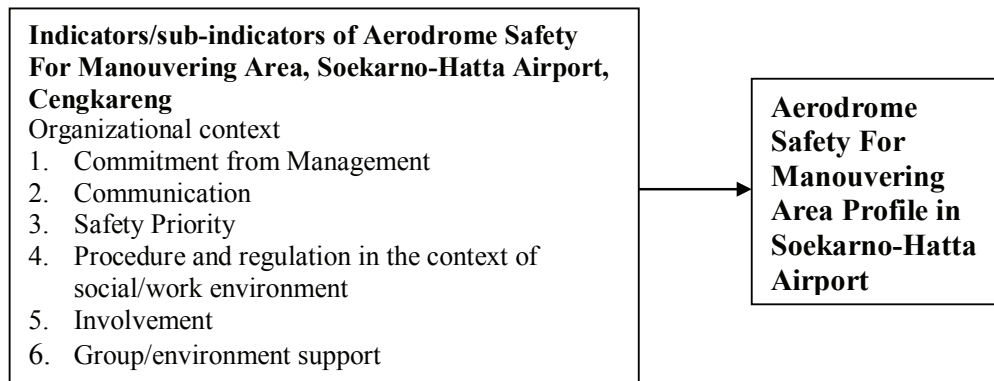 Indicators/sub-indicators of Aerodrome Safety
For Manouvering Area, Soekarno-Hatta Airport,
Cengkareng
Organizational context
1. Commitment from Management
2. Communication
3. Safety Priority
4. Procedure and regulation in the context of
social/work environment
5. Involvement
6. Group/environment support
Aerodrome
Safety For
Manouvering
Area Profile in
Soekarno-Hatta
Airport